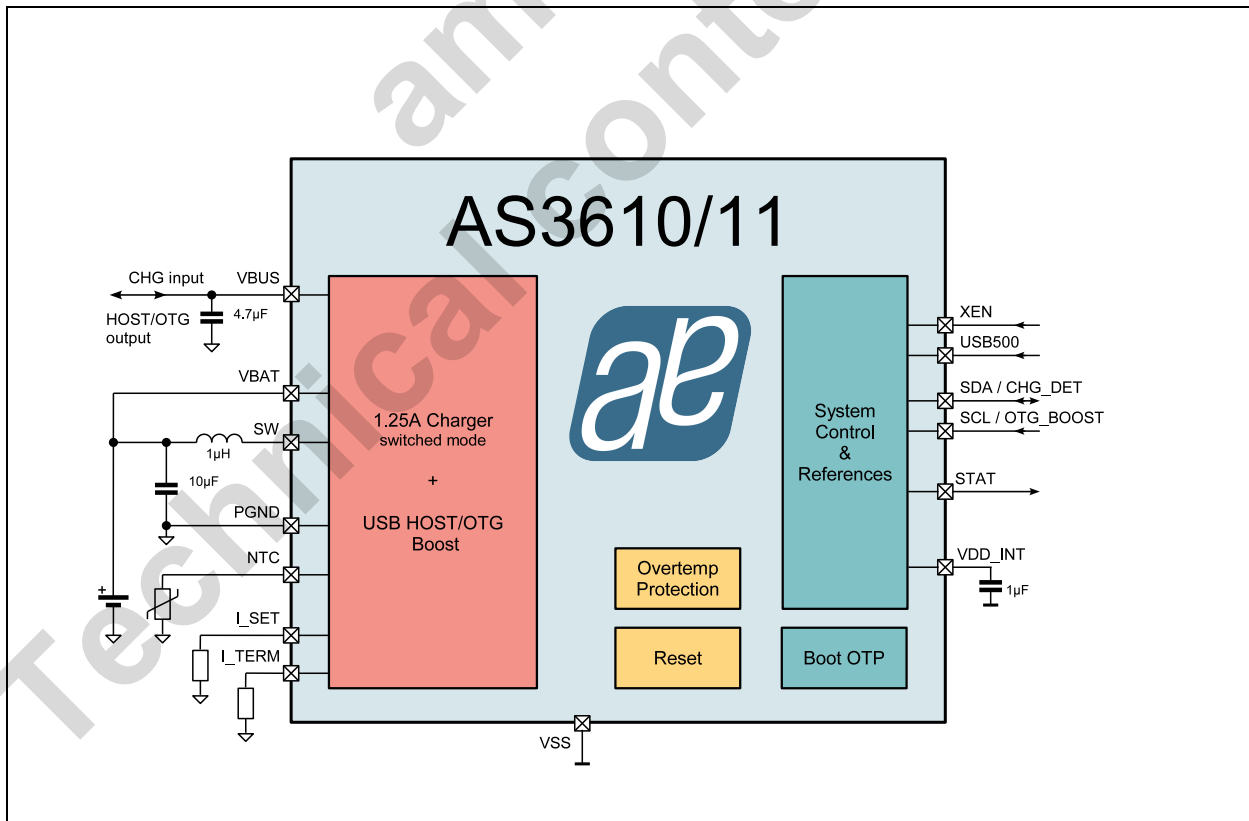 AS3610/11
CHG input
HOST/OTG
output
4.7µF
VBUS
VBAT
SW
1µH
10µF
PGND
NTC
+
I_SET
I_TERM
1.25A Charger
switched mode
+
USB HOST/OTG
Boost
ae
Overtemp
Protection
Reset
System
Control
&
References
Boot OTP
XEN
USB500
SDA / CHG_DET
SCL / OTG_BOOST
STAT
VDD_INT
1µF
VSS
am
Technical conte